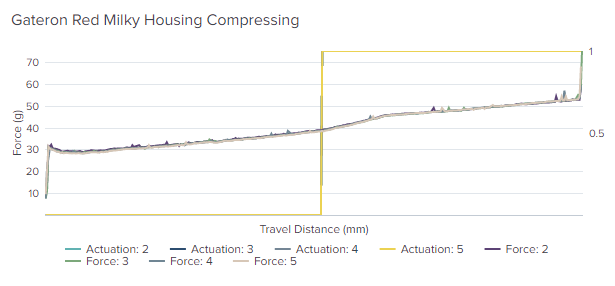 Gateron Red Milky Housing Compressing
70
60
50
40
30
20
10
Force (g)
1
0.5
Travel Distance (mm)
Actuation: 2 Actuation: 3 Actuation: 4 Actuation: 5 Force: 2
Force: 3 Force: 4 Force: 5